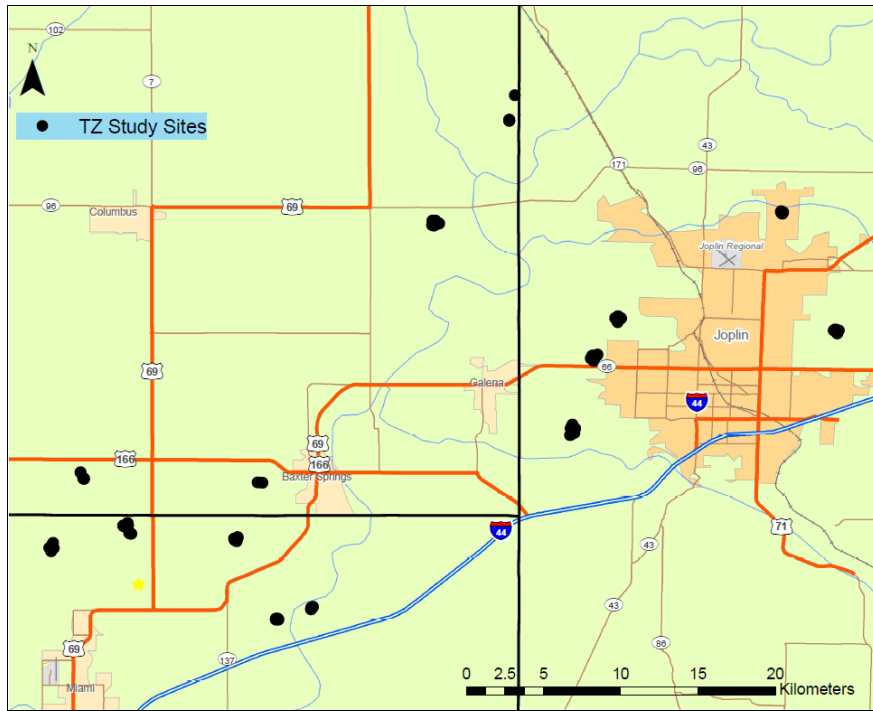 102
N
7
TZ Study Sites
43
171
96
96
69
Columbus
Joplin Regional
Joplin
69
66
Galena
44
69
166
166
Baxter Springs
44
71
43
43
86
69
137
Miami
0 2.5 5 10 15 20
Kilometers